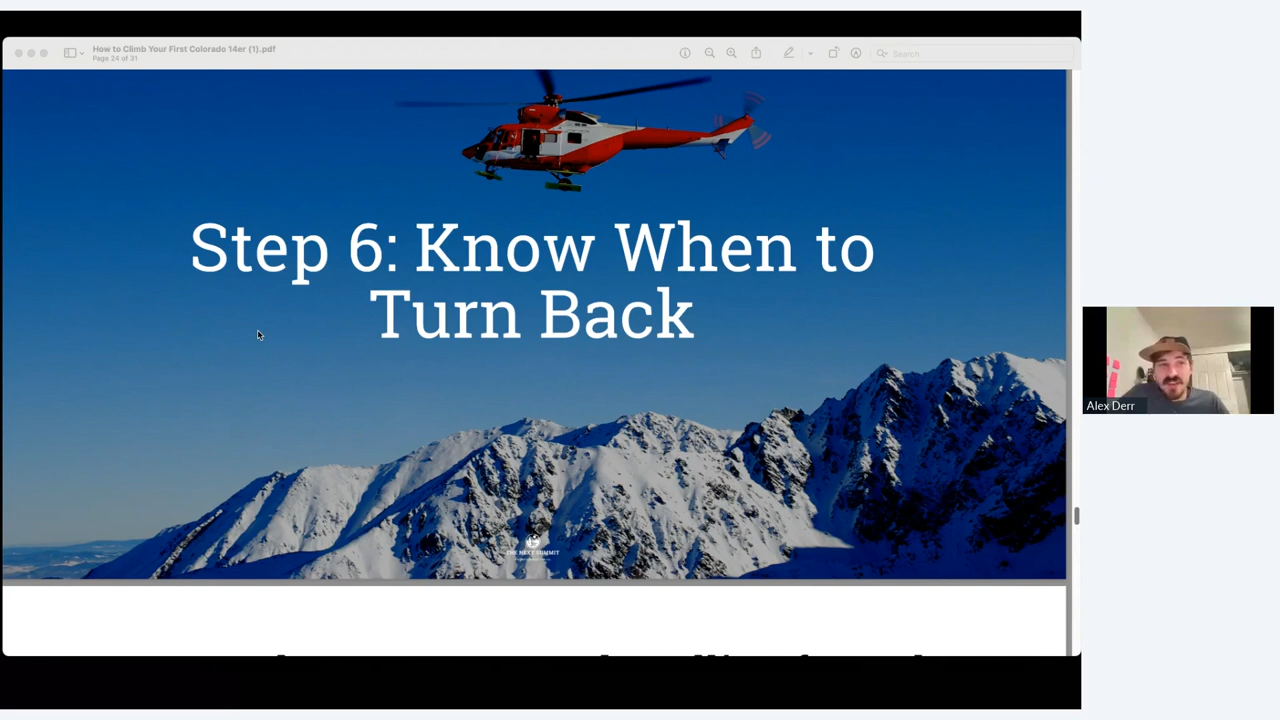 How to Climb Your First Colorado 14er (1).pdf
Page 24 of 31
Search
Step 6: Know When to
Turn Back
THE NEXT SUMMIT
Alex Derr